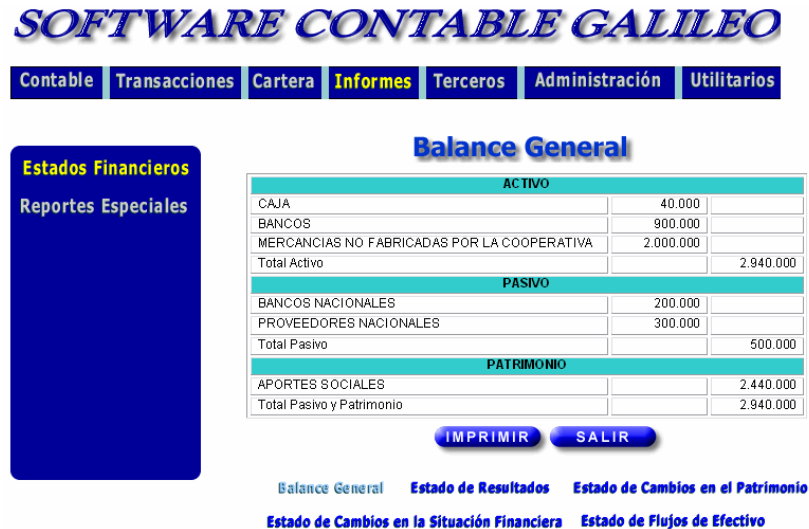 SOFTWARE CONTABLE GALILEO
Contable Transacciones Cartera Informes Terceros Administración Utilitarios
Estados Financieros
Reportes Especiales
Balance General
ACTIVO
CAJA 40.000
BANCOS 900.000
MERCANCIAS NO FABRICADAS POR LA COOPERATIVA 2.000.000
Total Activo 2.940.000
PASIVO
BANCOS NACIONALES 200.000
PROVEEDORES NACIONALES 300.000
Total Pasivo 500.000
PATRIMONIO
APORTES SOCIALES 2.440.000
Total Pasivo y Patrimonio 2.940.000
IMPRIMIR SALIR
Balance General Estado de Resultados Estado de Cambios en el Patrimonio
Estado de Cambios en la Situación Financiera Estado de Flujos de Efectivo